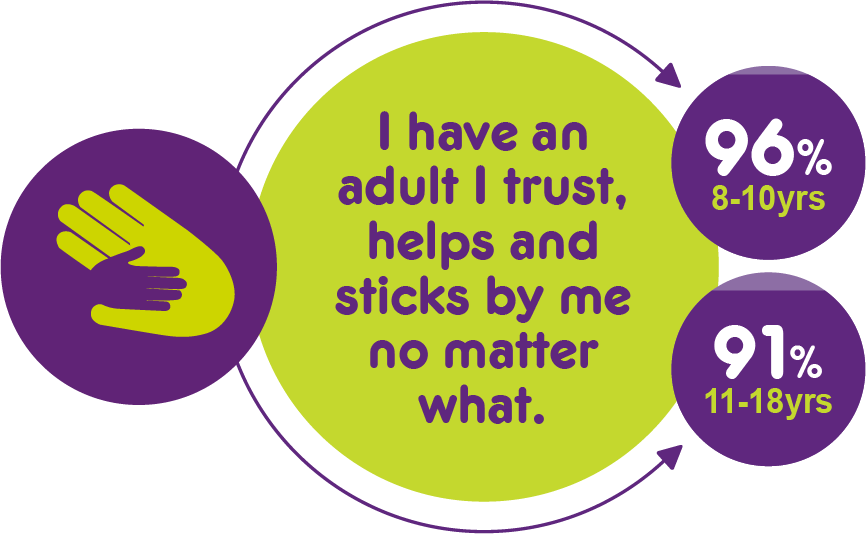 I have an
adult I trust,
helps and
sticks by me
no matter
what.
96%
8-10yrs
91%
11-18yrs